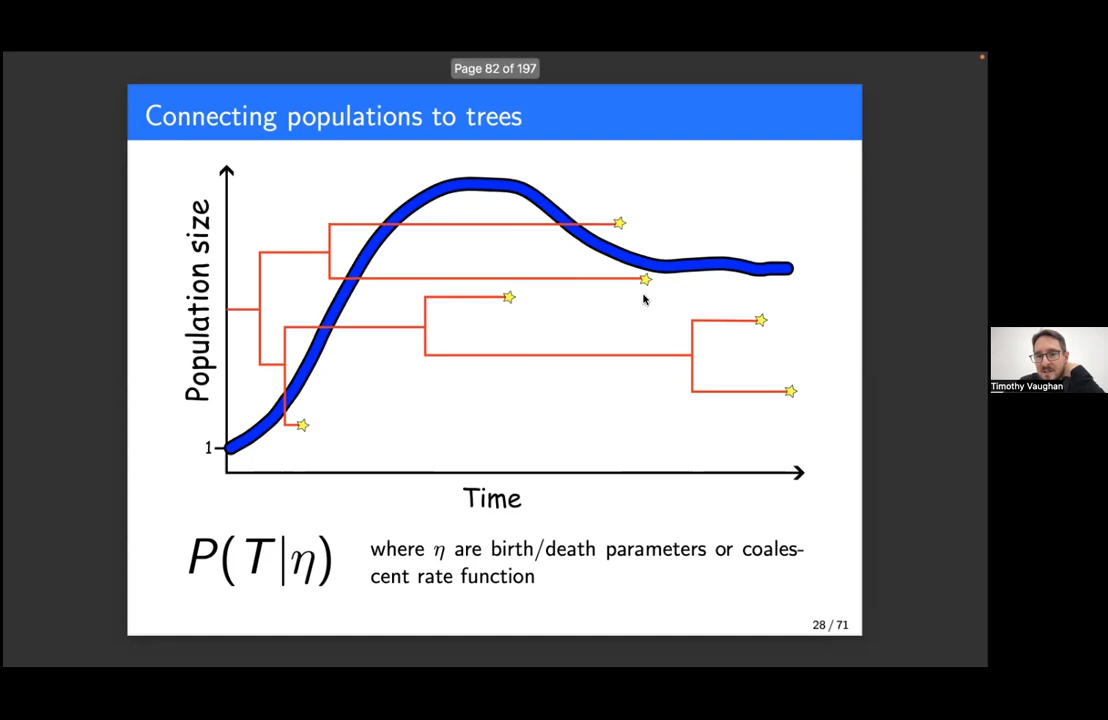 Page 82 of 197
Connecting populations to trees
Population size
1
Time
P(T|η)
where η are birth/death parameters or coales-
cent rate function
28 / 71
Timothy Vaughan